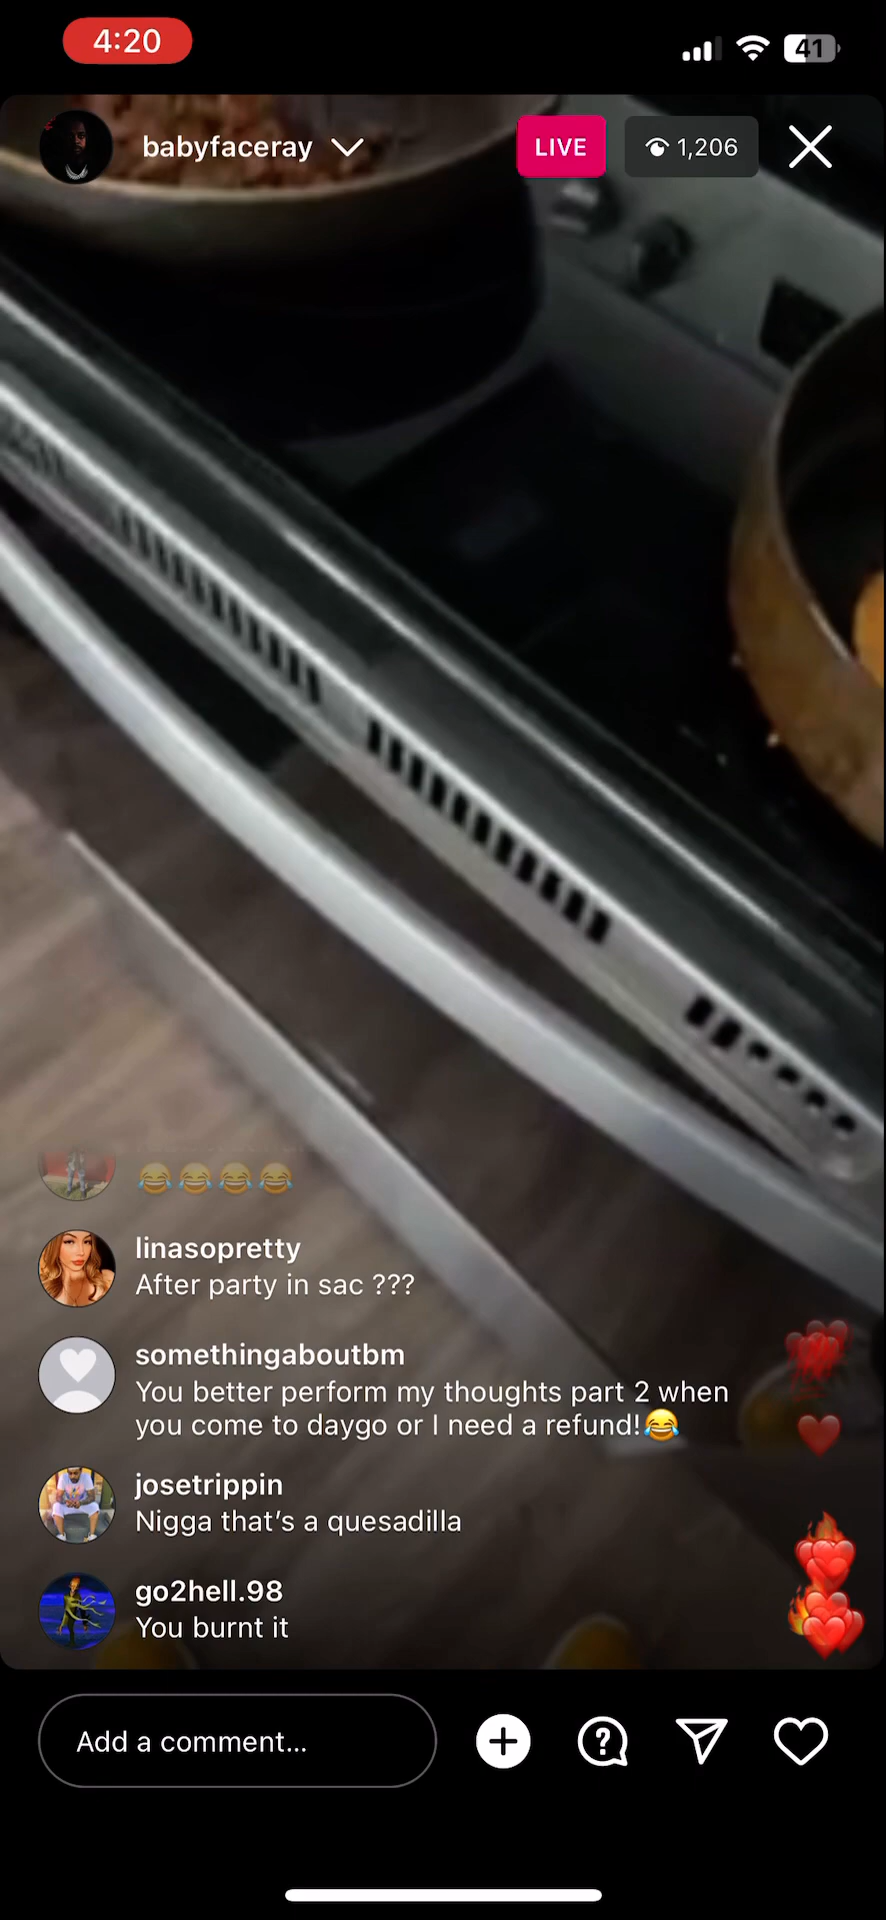 4:20
41
babyfaceray
LIVE
1,206
😂😂😂😂
linasopretty
After party in sac ???
somethingaboutbm
You better perform my thoughts part 2 when
you come to daygo or I need a refund!😂
josetrippin
Nigga that’s a quesadilla
go2hell.98
You burnt it
Add a comment...